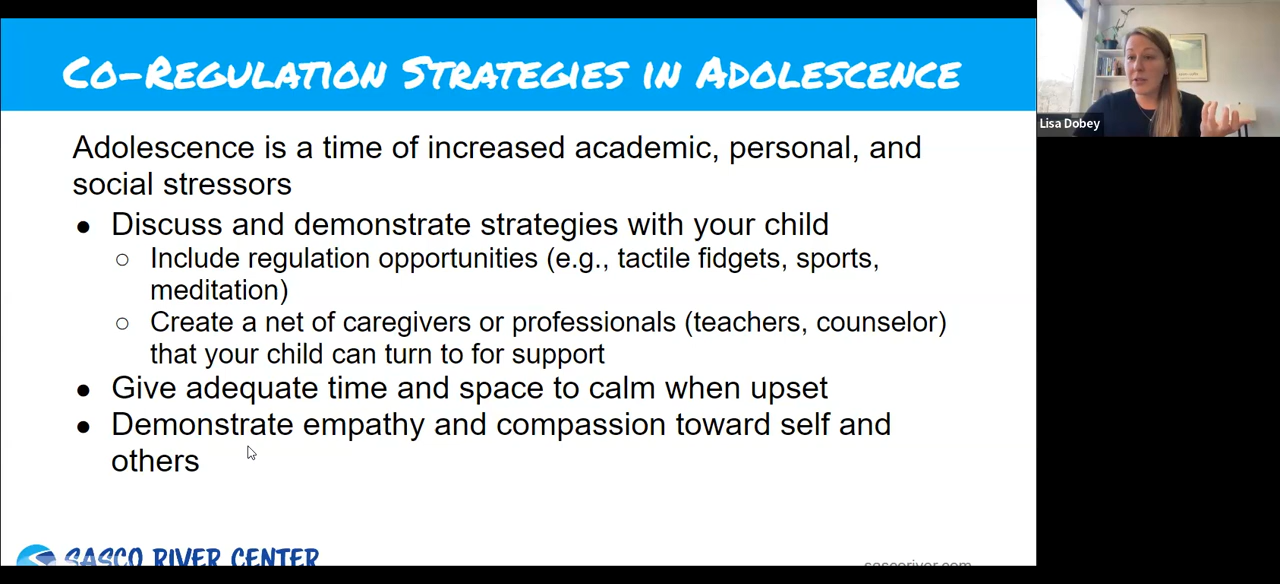 Co-Regulation Strategies in Adolescence
Adolescence is a time of increased academic, personal, and
social stressors
● Discuss and demonstrate strategies with your child
○ Include regulation opportunities (e.g., tactile fidgets, sports,
meditation)
○ Create a net of caregivers or professionals (teachers, counselor)
that your child can turn to for support
● Give adequate time and space to calm when upset
● Demonstrate empathy and compassion toward self and
others
SASCO RIVER CENTER
sascoriver.com
Lisa Dobey